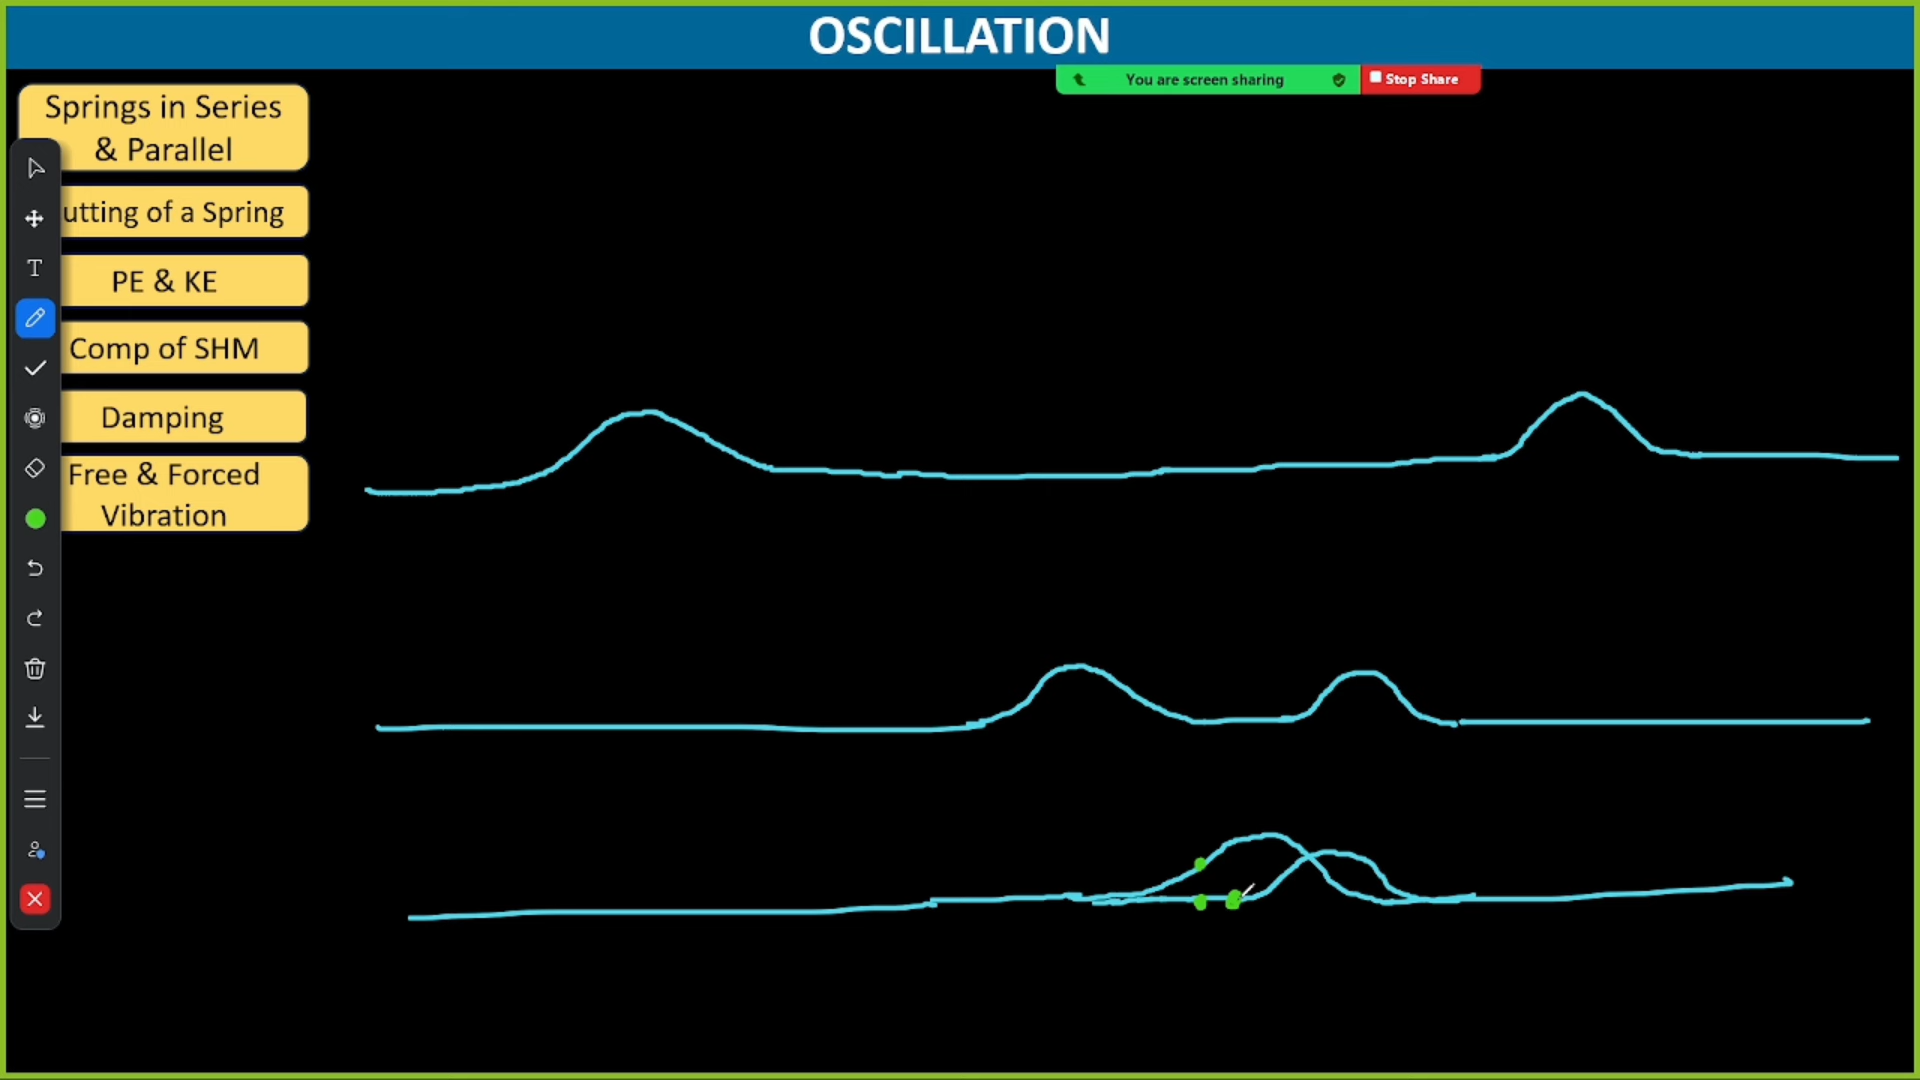 OSCILLATION
You are screen sharing
Stop Share
Springs in Series
& Parallel
utting of a Spring
PE & KE
Comp of SHM
Damping
Free & Forced
Vibration
T